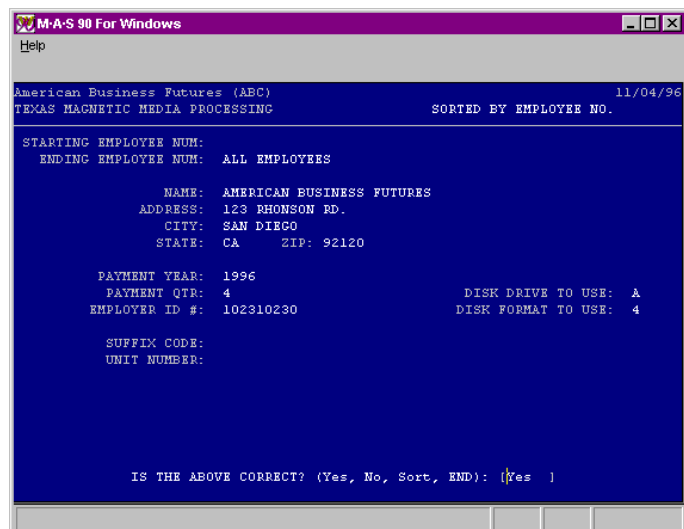 M·A·S 90 For Windows
Help
American Business Futures (ABC) 11/04/96
TEXAS MAGNETIC MEDIA PROCESSING SORTED BY EMPLOYEE NO.
STARTING EMPLOYEE NUM:
ENDING EMPLOYEE NUM: ALL EMPLOYEES
NAME: AMERICAN BUSINESS FUTURES
ADDRESS: 123 RHONSON RD.
CITY: SAN DIEGO
STATE: CA ZIP: 92120
PAYMENT YEAR: 1996
PAYMENT QTR: 4 DISK DRIVE TO USE: A
EMPLOYER ID #: 102310230 DISK FORMAT TO USE: 4
SUFFIX CODE:
UNIT NUMBER:
IS THE ABOVE CORRECT? (Yes, No, Sort, END): [Yes ]